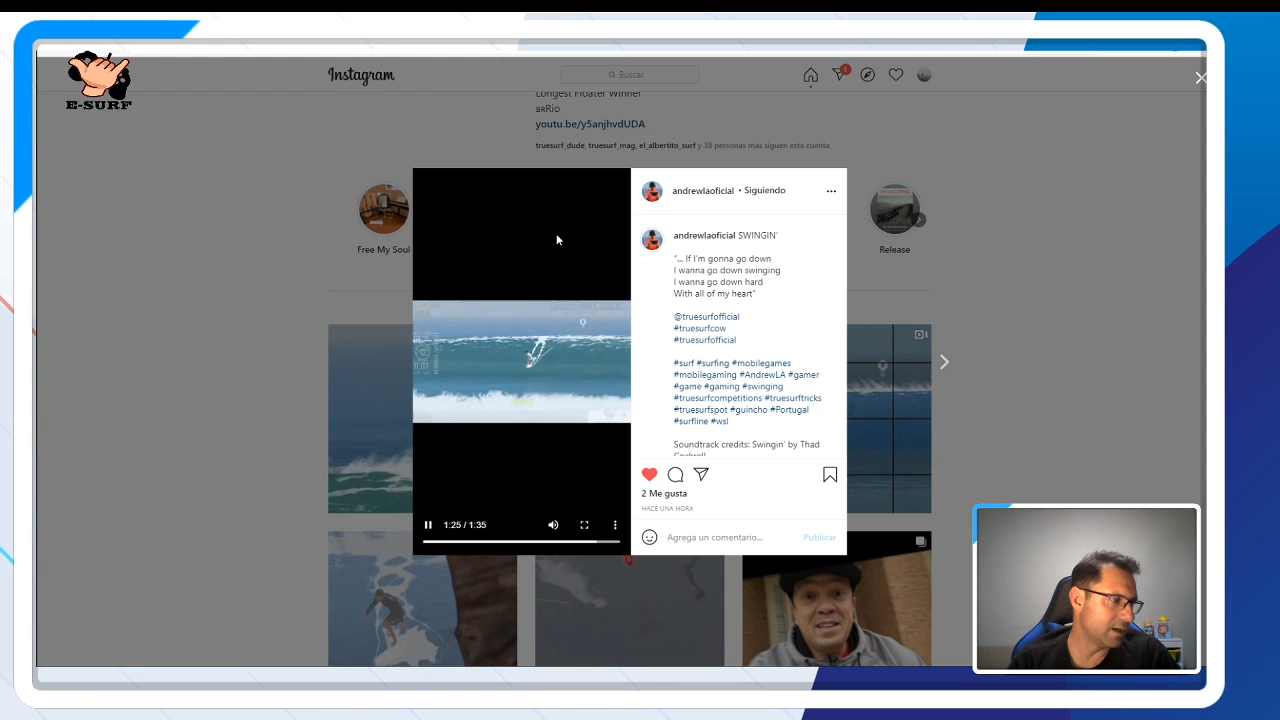 E-SURF
Instagram
Buscar
1
Longest Floater Winner
youtu.be/y5anjhvdUDA
truesurf_dude, truesurf_mag, el_albertito_surf y 38 personas más siguen esta cuenta
Free My Soul
Release
andrewlaoficial • Siguiendo
andrewlaoficial SWINGIN'
"... If I'm gonna go down
I wanna go down swinging
I wanna go down hard
With all of my heart"
@truesurfofficial
#truesurfcow
#truesurfofficial
#surf #surfing #mobilegames
#mobilegaming #AndrewLA #gamer
#game #gaming #swinging
#truesurfcompetitions #truesurftricks
#truesurfspot #guincho #Portugal
#surfline #wsl
Soundtrack credits: Swingin' by Thad
1:25 / 1:35
2 Me gusta
HACE UNA HORA
Agrega un comentario...
Publicar